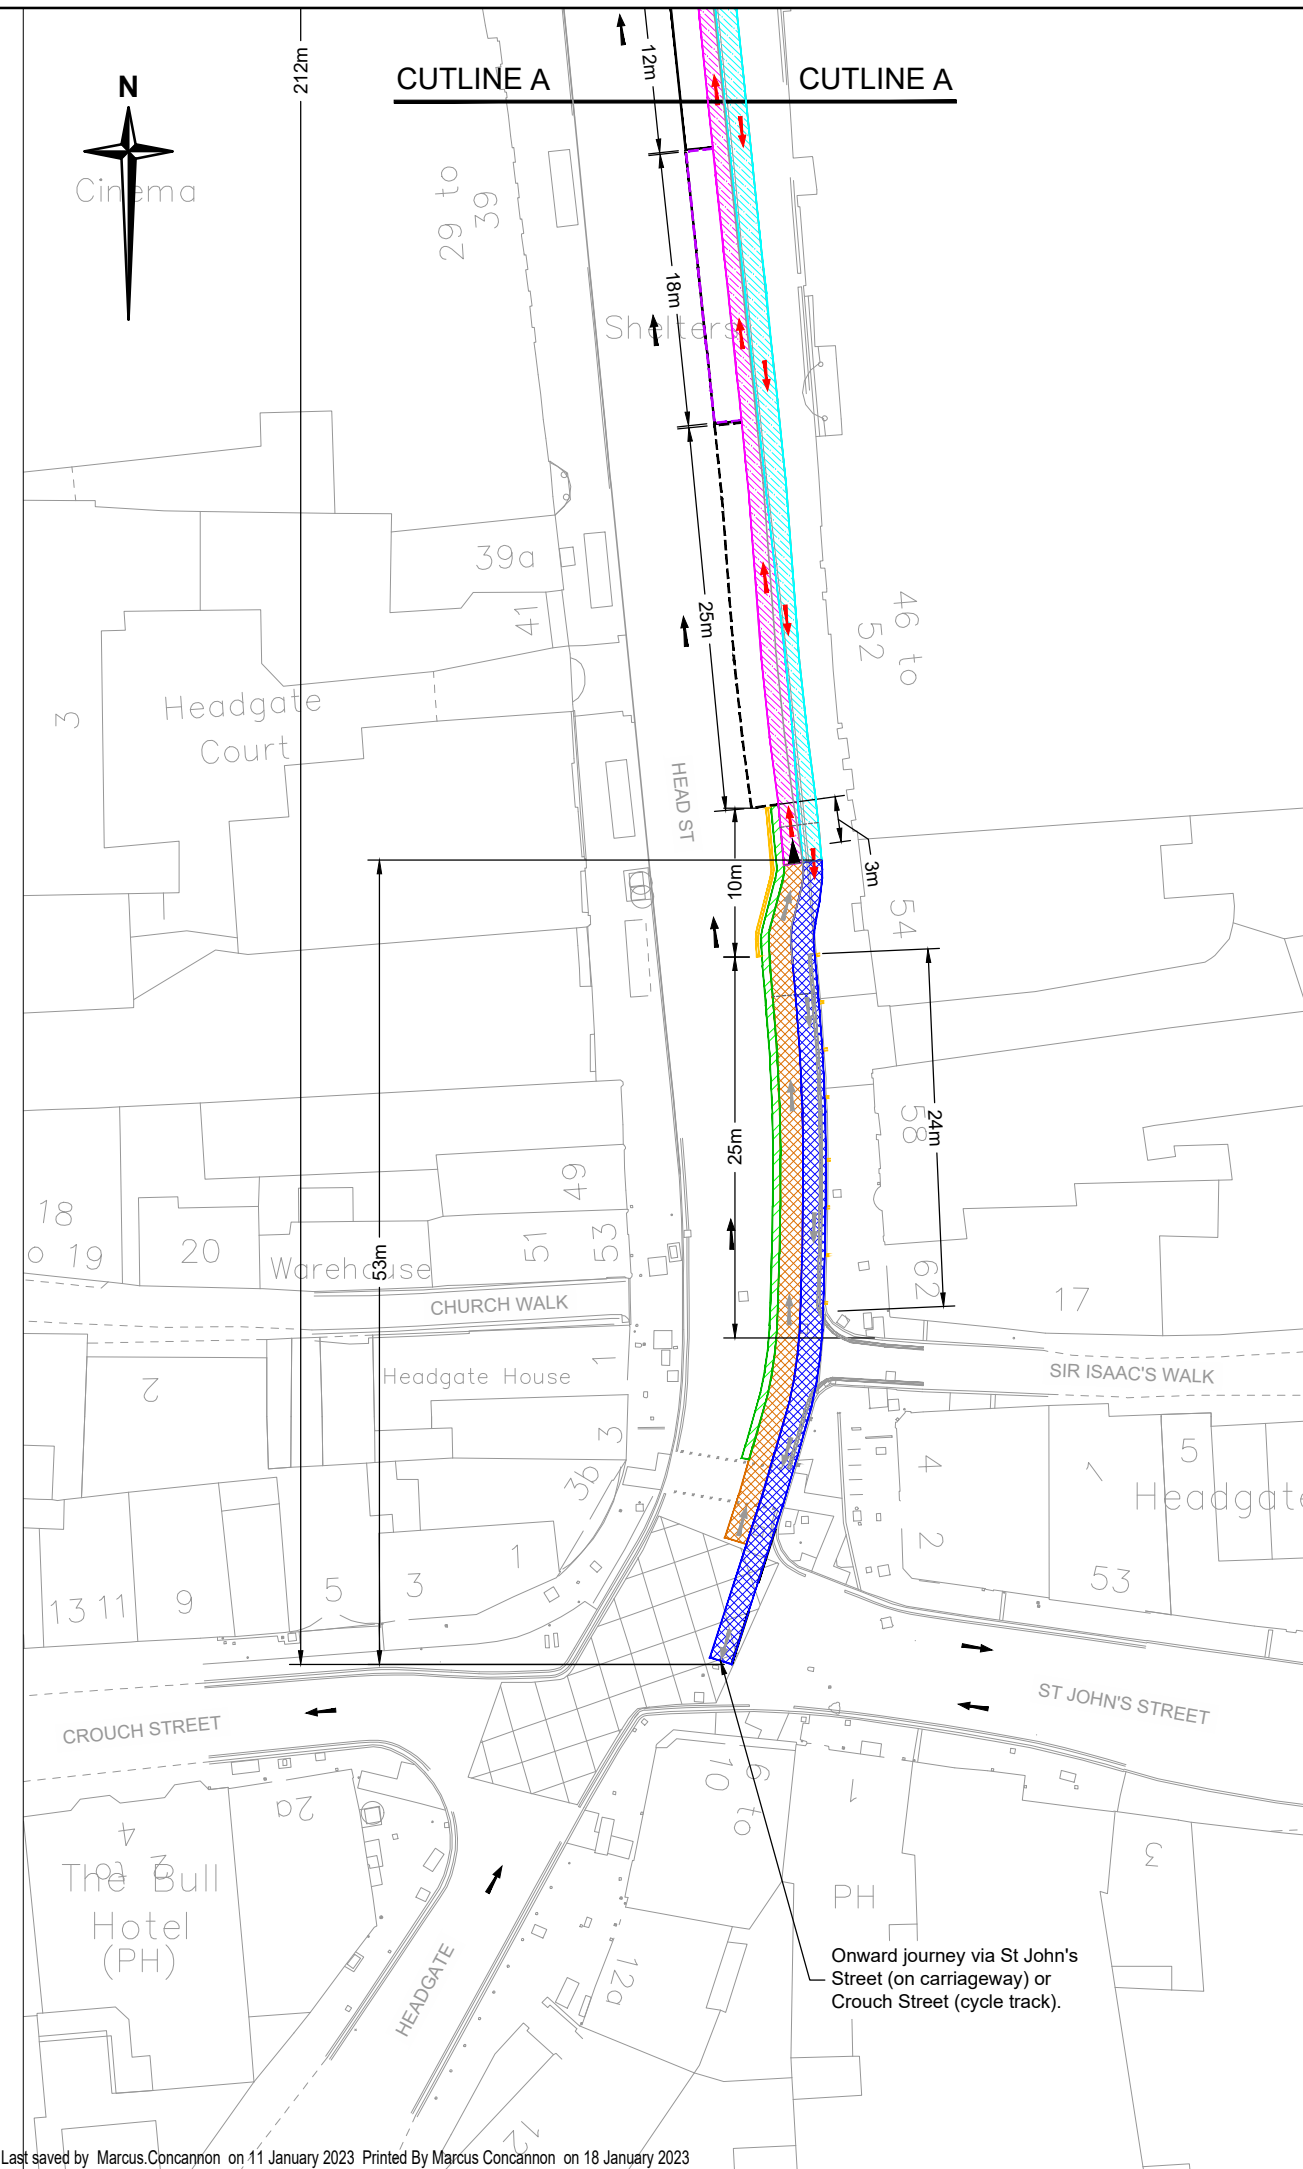 212m
12m
CUTLINE A
CUTLINE A
N
Cinema
29 to
39
18m
Shelters
39a
41
25m
46 to
52
3
Headgate
Court
HEAD ST
10m
3m
54
58
24m
25m
49
18
o 19
20
Warehouse
51
53
53m
CHURCH WALK
62
17
2
Headgate House
1
SIR ISAAC'S WALK
3
3b
4
2
1
5
Headgate
53
13
11
9
5
3
1
CROUCH STREET
ST JOHN'S STREET
2a
6 to
10
1
2 to
4
The Bull
Hotel
(PH)
3
PH
HEADGATE
12a
Onward journey via St John's
Street (on carriageway) or
Crouch Street (cycle track).
12
Last saved by Marcus.Concannon on 11 January 2023 Printed By Marcus Concannon on 18 January 2023